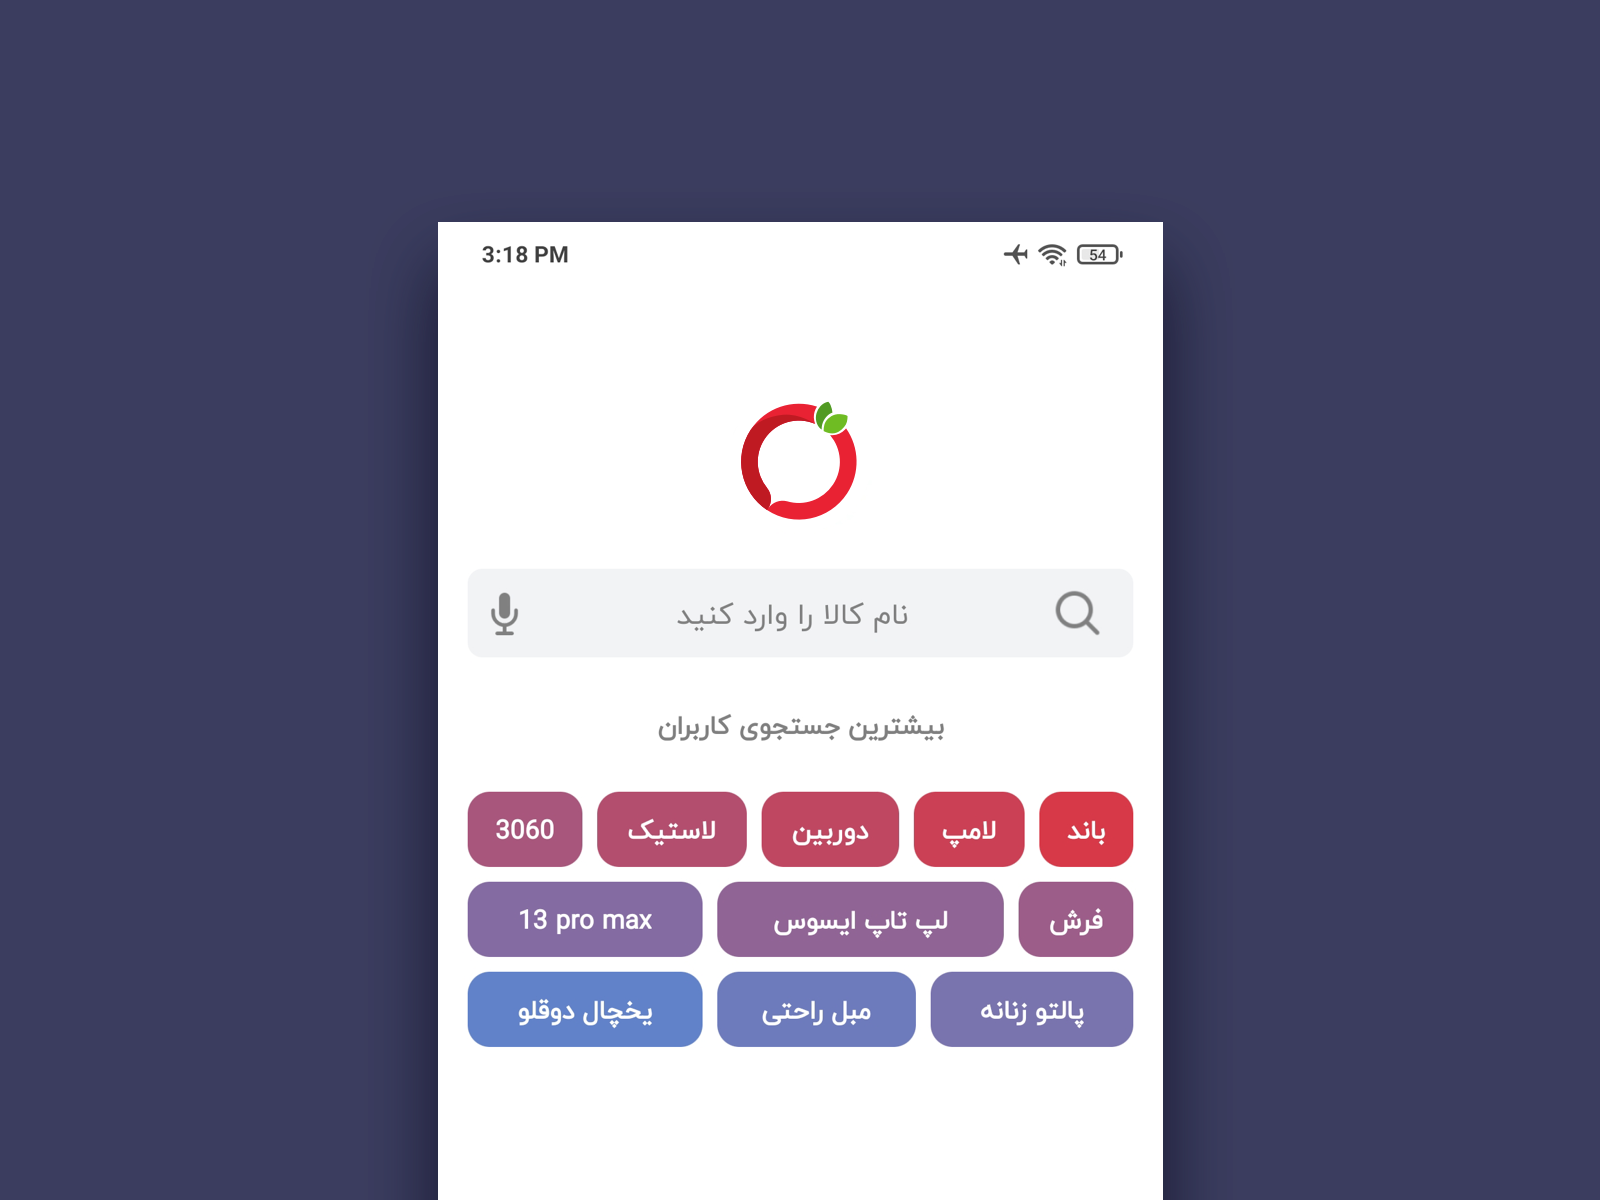 3:18 PM 54
نام کالا را وارد کنید
بیشترین جستجوی کاربران
باند لامپ دوربین لاستیک 3060
فرش لپ تاپ ایسوس 13 pro max
پالتو زنانه مبل راحتی یخچال دوقلو